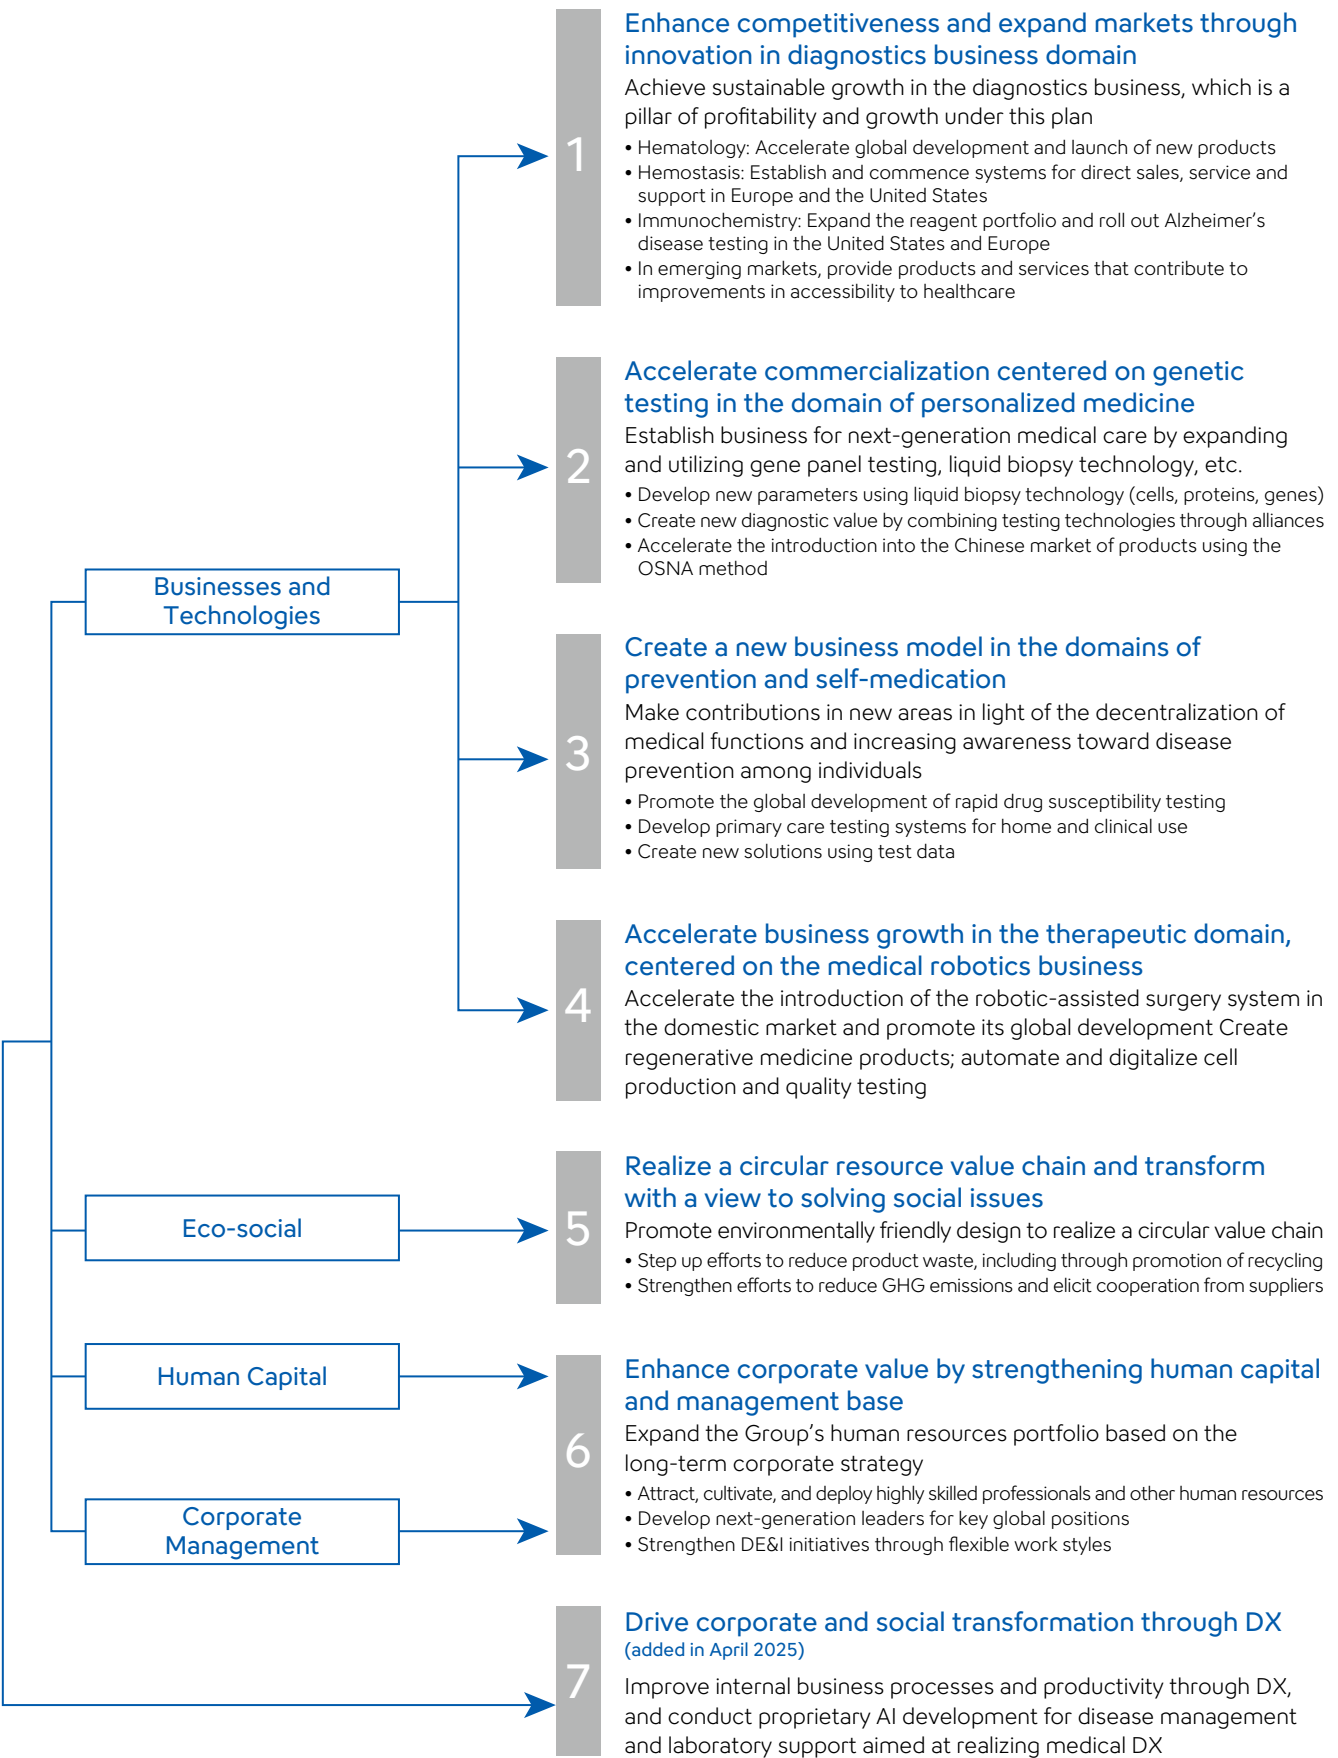 Enhance competitiveness and expand markets through
innovation in diagnostics business domain
Achieve sustainable growth in the diagnostics business, which is a
pillar of profitability and growth under this plan
• Hematology: Accelerate global development and launch of new products
• Hemostasis: Establish and commence systems for direct sales, service and
support in Europe and the United States
• Immunochemistry: Expand the reagent portfolio and roll out Alzheimer’s
disease testing in the United States and Europe
• In emerging markets, provide products and services that contribute to
improvements in accessibility to healthcare
1
Accelerate commercialization centered on genetic
testing in the domain of personalized medicine
Establish business for next-generation medical care by expanding
and utilizing gene panel testing, liquid biopsy technology, etc.
• Develop new parameters using liquid biopsy technology (cells, proteins, genes)
• Create new diagnostic value by combining testing technologies through alliances
• Accelerate the introduction into the Chinese market of products using the
OSNA method
2
Businesses and
Technologies
Create a new business model in the domains of
prevention and self-medication
Make contributions in new areas in light of the decentralization of
medical functions and increasing awareness toward disease
prevention among individuals
• Promote the global development of rapid drug susceptibility testing
• Develop primary care testing systems for home and clinical use
• Create new solutions using test data
3
Accelerate business growth in the therapeutic domain,
centered on the medical robotics business
Accelerate the introduction of the robotic-assisted surgery system in
the domestic market and promote its global development Create
regenerative medicine products; automate and digitalize cell
production and quality testing
4
Eco-social
5
Realize a circular resource value chain and transform
with a view to solving social issues
Promote environmentally friendly design to realize a circular value chain
• Step up efforts to reduce product waste, including through promotion of recycling
• Strengthen efforts to reduce GHG emissions and elicit cooperation from suppliers
Human Capital
Corporate
Management
6
Enhance corporate value by strengthening human capital
and management base
Expand the Group’s human resources portfolio based on the
long-term corporate strategy
• Attract, cultivate, and deploy highly skilled professionals and other human resources
• Develop next-generation leaders for key global positions
• Strengthen DE&I initiatives through flexible work styles
7
Drive corporate and social transformation through DX
(added in April 2025)
Improve internal business processes and productivity through DX,
and conduct proprietary AI development for disease management
and laboratory support aimed at realizing medical DX